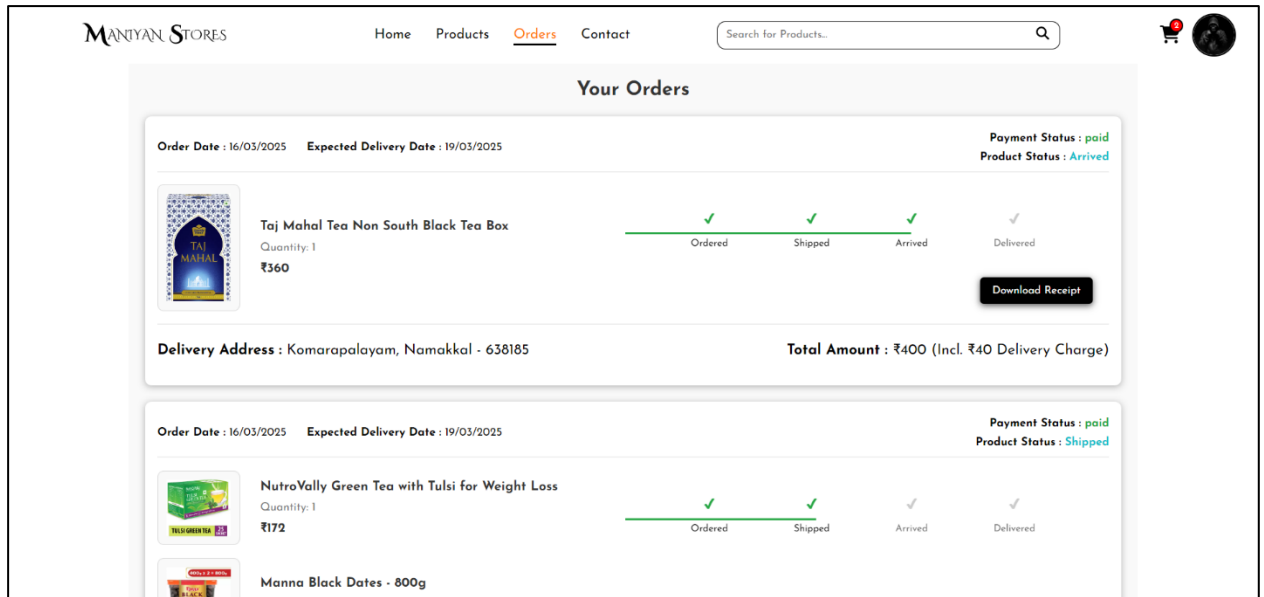 MANIYAN STORES
Home Products Orders Contact
Search for Products...
2
Your Orders
Order Date : 16/03/2025 Expected Delivery Date : 19/03/2025
Payment Status : paid
Product Status : Arrived
TAJ
MAHAL
Taj Mahal Tea Non South Black Tea Box
Quantity: 1
₹360
Ordered Shipped Arrived Delivered
Download Receipt
Delivery Address : Komarapalayam, Namakkal - 638185
Total Amount : ₹400 (Incl. ₹40 Delivery Charge)
Order Date : 16/03/2025 Expected Delivery Date : 19/03/2025
Payment Status : paid
Product Status : Shipped
TULSI GREEN TEA 25
NutroVally Green Tea with Tulsi for Weight Loss
Quantity: 1
₹172
Ordered Shipped Arrived Delivered
BLACK
Manna Black Dates - 800g